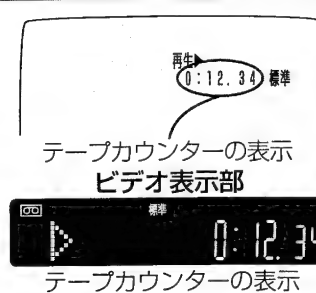 再生▶
0:12.34 標準
テープカウンターの表示
ビデオ表示部
標準
0:12.34
テープカウンターの表示